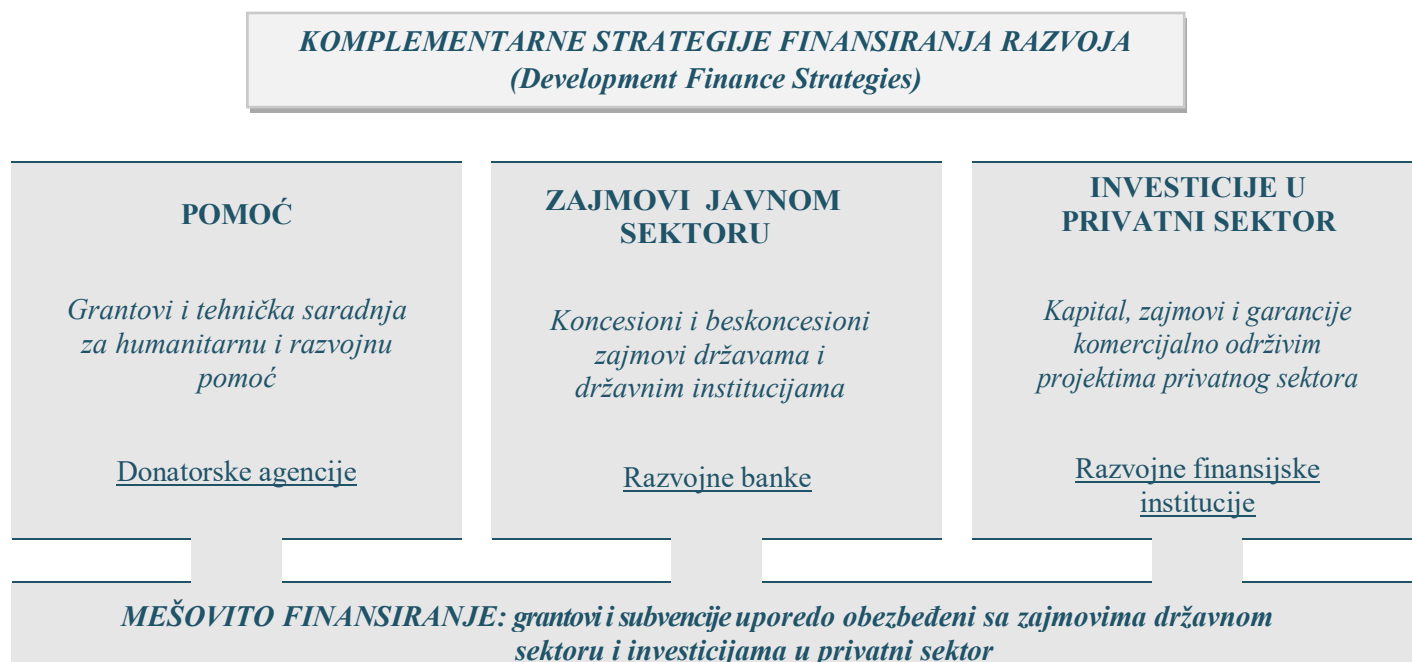 KOMPLEMENTARNE STRATEGIJE FINANSIRANJA RAZVOJA
(Development Finance Strategies)
POMOĆ
Grantovi i tehnička saradnja
za humanitarnu i razvojnu
pomoć
Donatorske agencije
ZAJMOVI JAVNOM
SEKTORU
Koncesioni i beskoncesioni
zajmovi državama i
državnim institucijama
Razvojne banke
INVESTICIJE U
PRIVATNI SEKTOR
Kapital, zajmovi i garancije
komercijalno održivim
projektima privatnog sektora
Razvojne finansijske
institucije
MEŠOVITO FINANSIRANJE: grantovi i subvencije uporedo obezbeđeni sa zajmovima državnom
sektoru i investicijama u privatni sektor